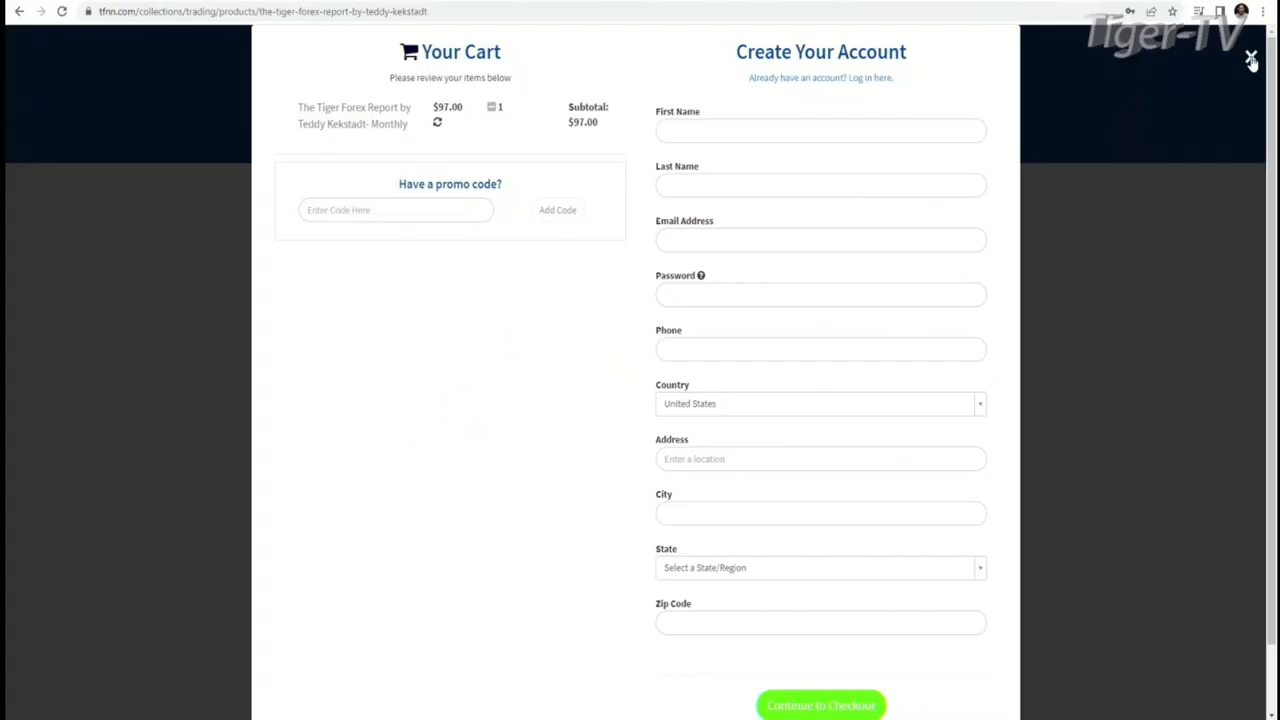 tfnn.com/collections/trading/products/the-tiger-forex-report-by-teddy-kekstadt
Tiger-TV
Your Cart
Please review your items below
The Tiger Forex Report by
Teddy Kekstadt- Monthly
$97.00
1
Subtotal:
$97.00
Have a promo code?
Enter Code Here
Add Code
Create Your Account
Already have an account? Log in here.
First Name
Last Name
Email Address
Password
Phone
Country
United States
Address
Enter a location
City
State
Select a State/Region
Zip Code
Continue to Checkout